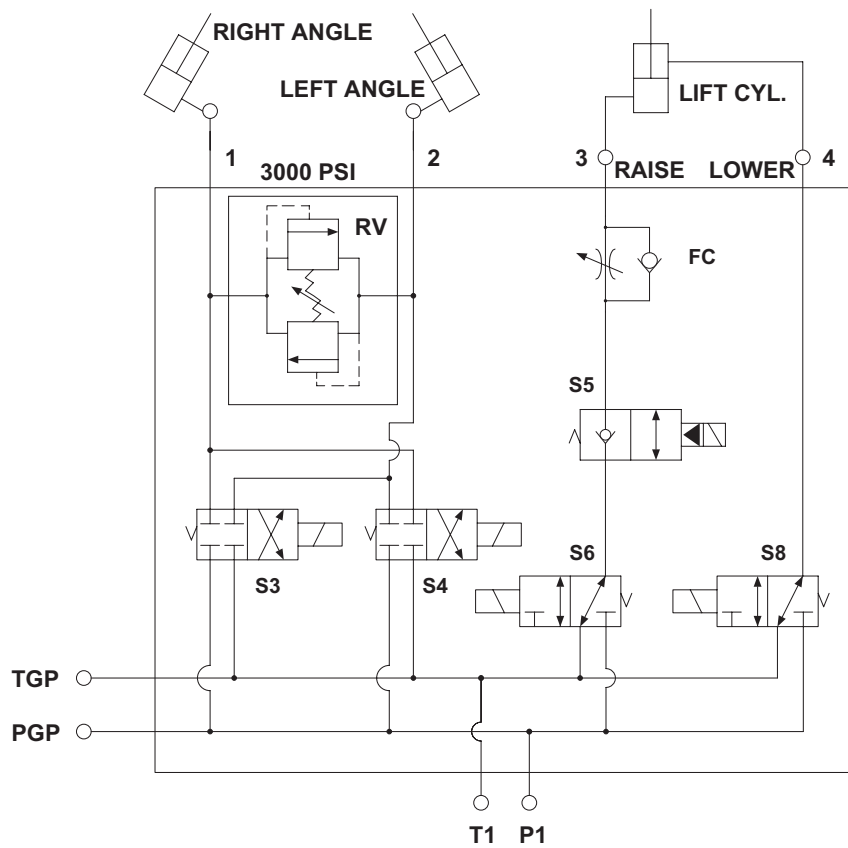 RIGHT ANGLE
LEFT ANGLE
LIFT CYL.
1
2
3
RAISE
LOWER
4
3000 PSI
RV
FC
S5
S6
S8
S3
S4
TGP
PGP
T1
P1